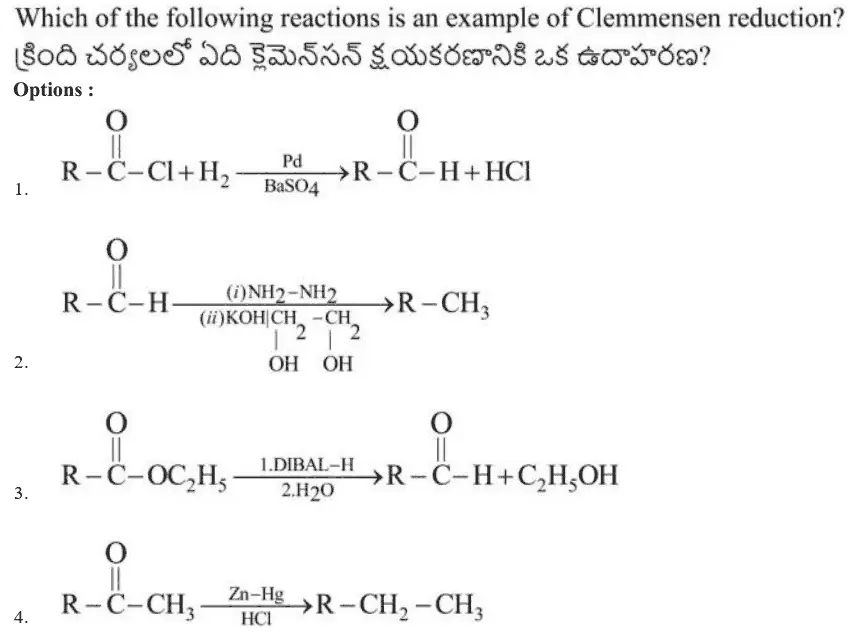 Which of the following reactions is an example of Clemmensen reduction?
క్రింది చర్యలలో ఏది క్లెమెన్‌సన్ క్షయకరణానికి ఒక ఉదాహరణ?
Options :
O O
|| ||
1. R–C–Cl+H₂ Pd BaSO4 →R–C–H+HCl
O
||
R–C–H (i)NH2–NH2 (ii)KOH|CH₂–CH₂ →R–CH₃
| |
2. OH OH
O O
|| ||
3. R–C–OC₂H₅ 1.DIBAL–H 2.H2O →R–C–H+C₂H₅OH
O
||
4. R–C–CH₃ Zn–Hg HCl →R–CH₂–CH₃